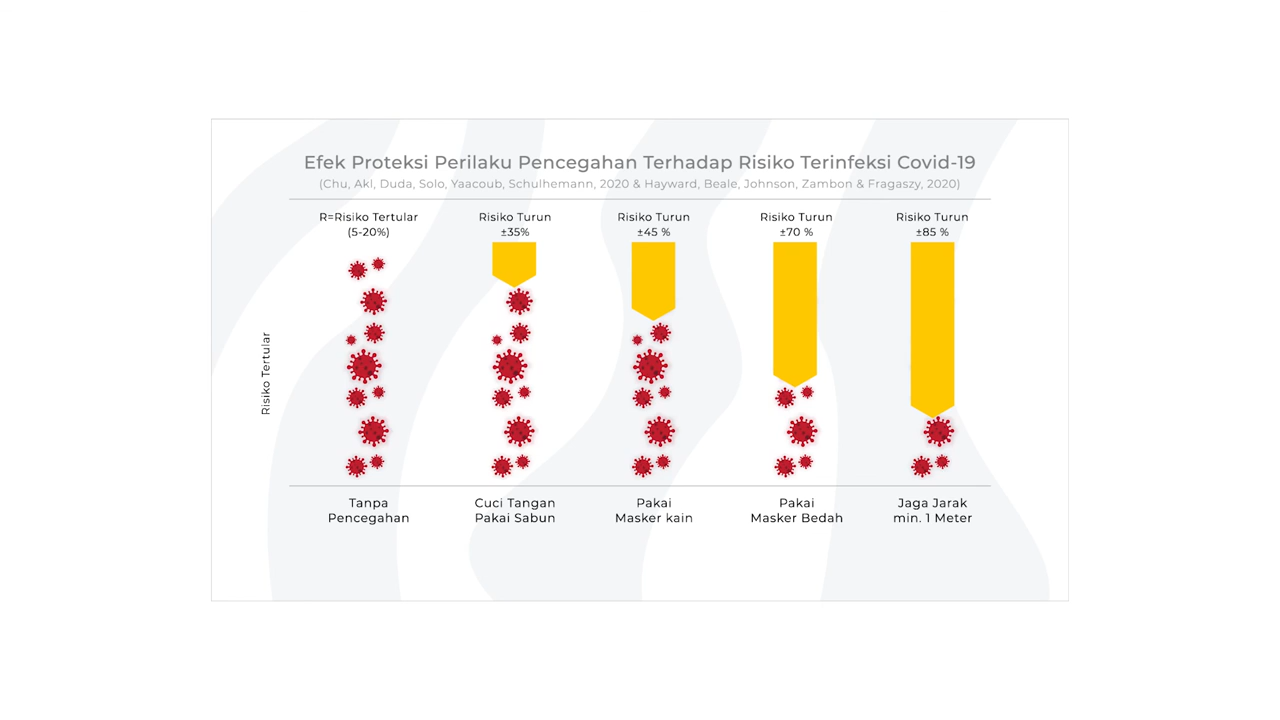 Efek Proteksi Perilaku Pencegahan Terhadap Risiko Terinfeksi Covid-19
(Chu, Akl, Duda, Solo, Yaacoub, Schulhemann, 2020 & Hayward, Beale, Johnson, Zambon & Fragaszy, 2020)
R=Risiko Tertular
(5-20%)
Risiko Turun
±35%
Risiko Turun
±45 %
Risiko Turun
±70 %
Risiko Turun
±85 %
Risiko Tertular
Tanpa
Pencegahan
Cuci Tangan
Pakai Sabun
Pakai
Masker kain
Pakai
Masker Bedah
Jaga Jarak
min. 1 Meter